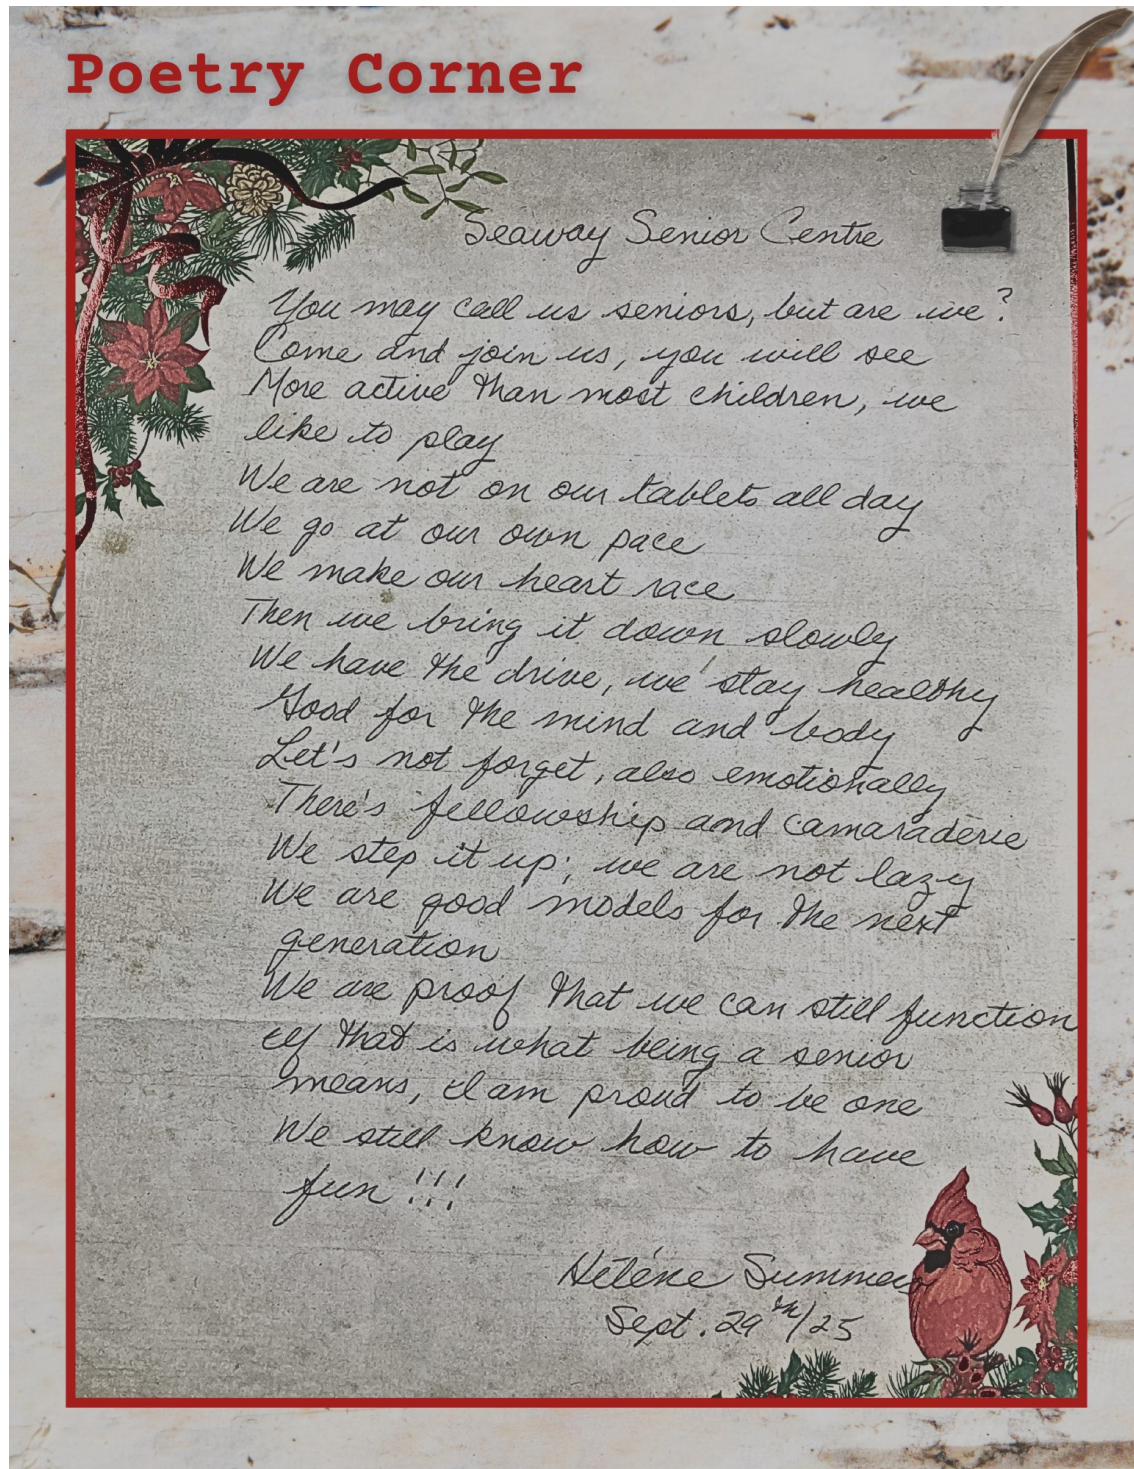 Poetry Corner
Seaway Senior Centre
You may call us seniors, but are we?
Come and join us, you will see
More active than most children, we
like to play
We are not on our tablets all day
We go at our own pace
We make our heart race
Then we bring it down slowly
We have the drive, we stay healthy
Good for the mind and body
Let's not forget, also emotionally
There's fellowship and camaraderie
We step it up; we are not lazy
We are good models for the next
generation
We are proof that we can still function
If that is what being a senior
means, I am proud to be one
We still know how to have
fun !!!
Hélène Summers
Sept. 29th/25